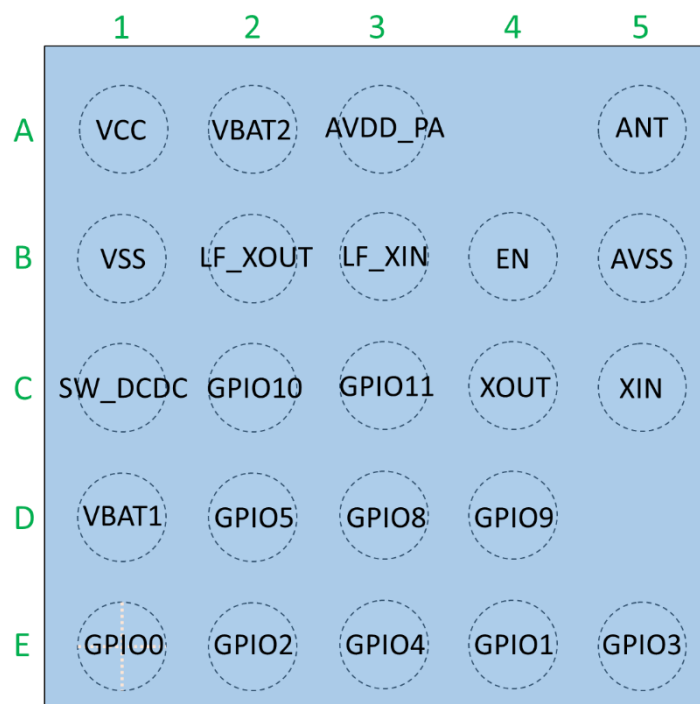 1 2 3 4 5
A VCC VBAT2 AVDD_PA ANT
B VSS LF_XOUT LF_XIN EN AVSS
C SW_DCDC GPIO10 GPIO11 XOUT XIN
D VBAT1 GPIO5 GPIO8 GPIO9
E GPIO0 GPIO2 GPIO4 GPIO1 GPIO3